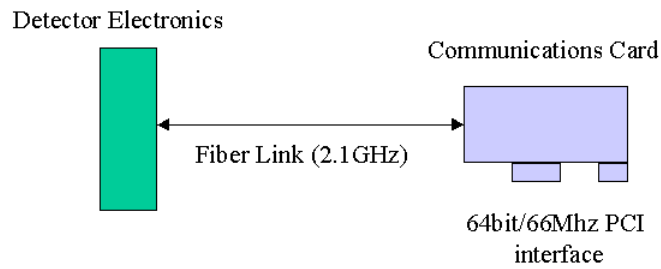 Detector Electronics
Communications Card
Fiber Link (2.1GHz)
64bit/66Mhz PCI
interface